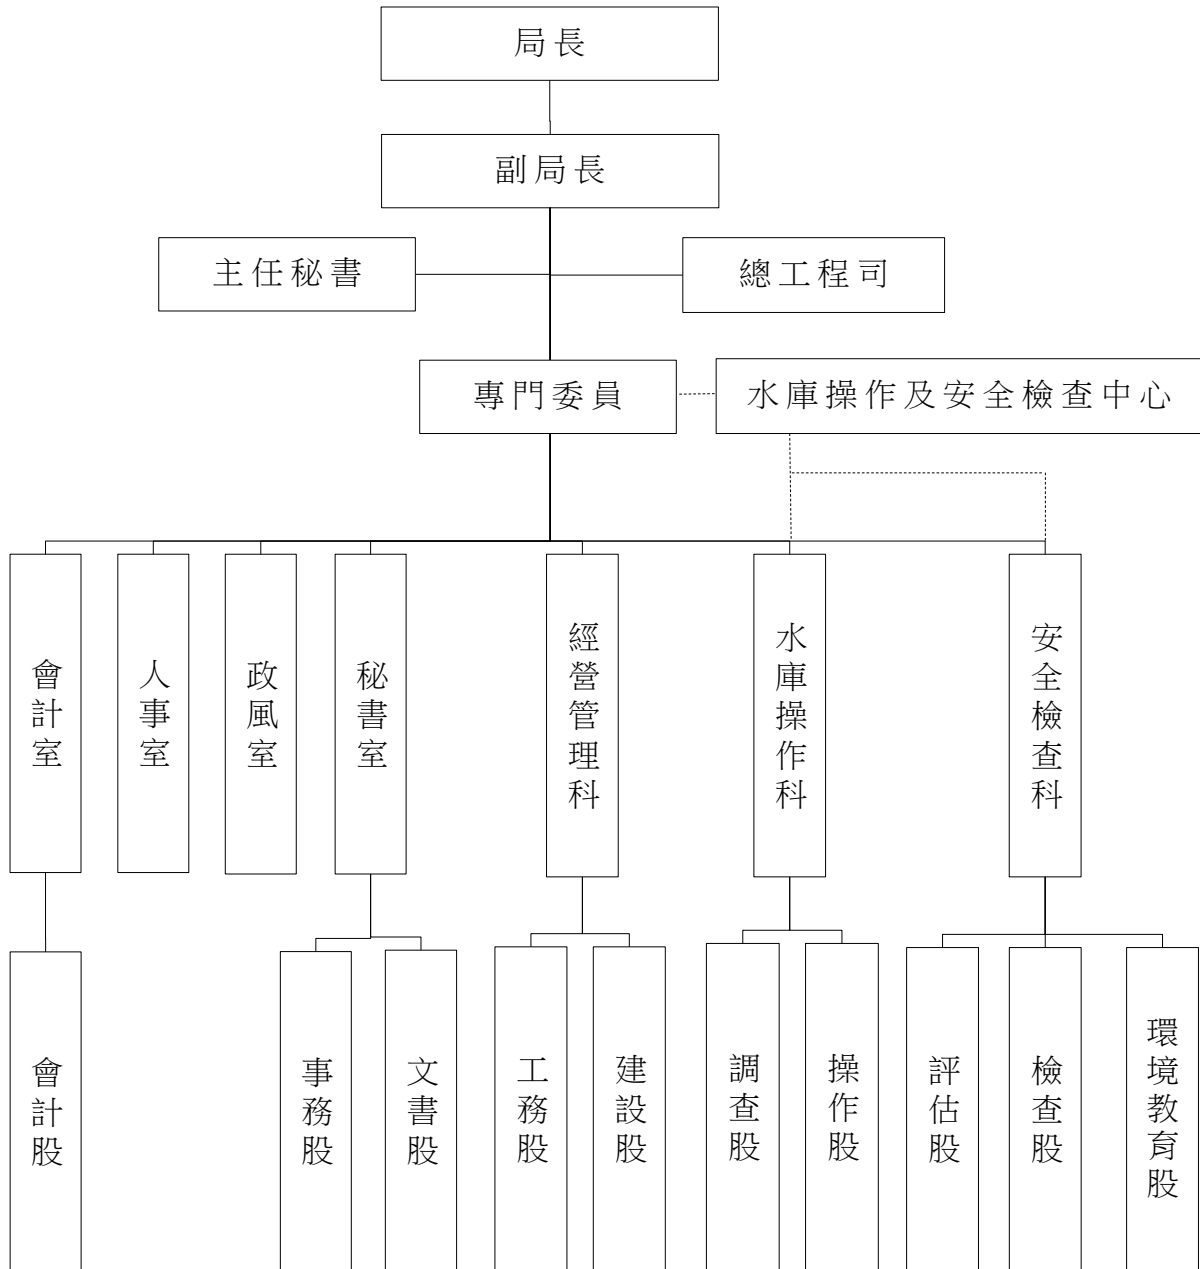 局長
副局長
主任秘書
總工程司
專門委員
水庫操作及安全檢查中心
會計室
人事室
政風室
秘書室
經營管理科
水庫操作科
安全檢查科
會計股
事務股
文書股
工務股
建設股
調查股
操作股
評估股
檢查股
環境教育股